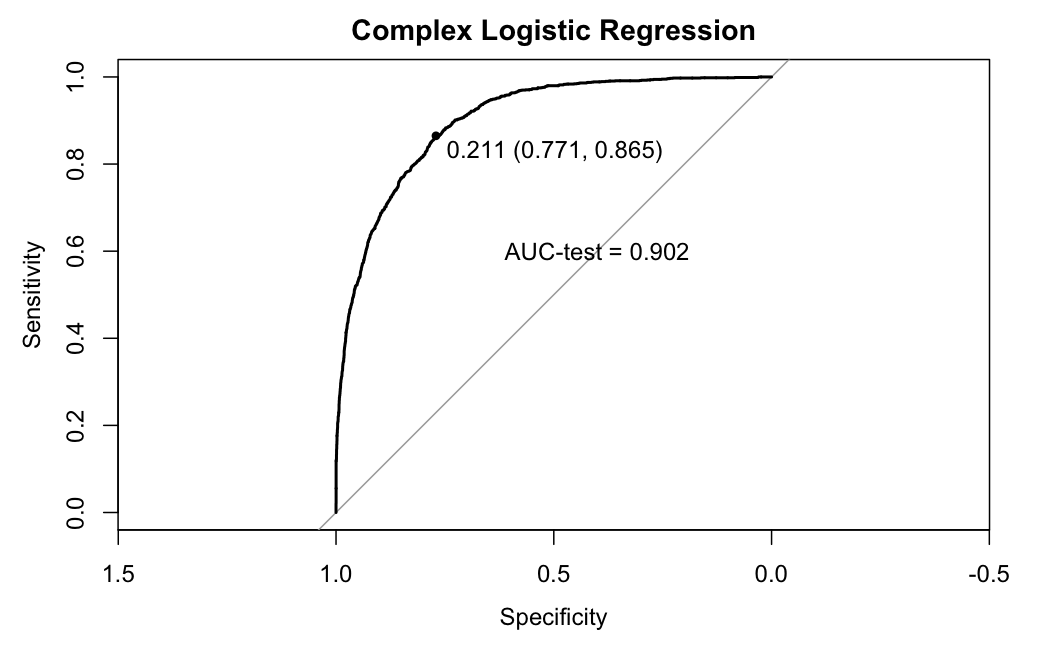 Complex Logistic Regression
Sensitivity
1.0
0.8
0.6
0.4
0.2
0.0
0.211 (0.771, 0.865)
AUC-test = 0.902
1.5 1.0 0.5 0.0 -0.5
Specificity